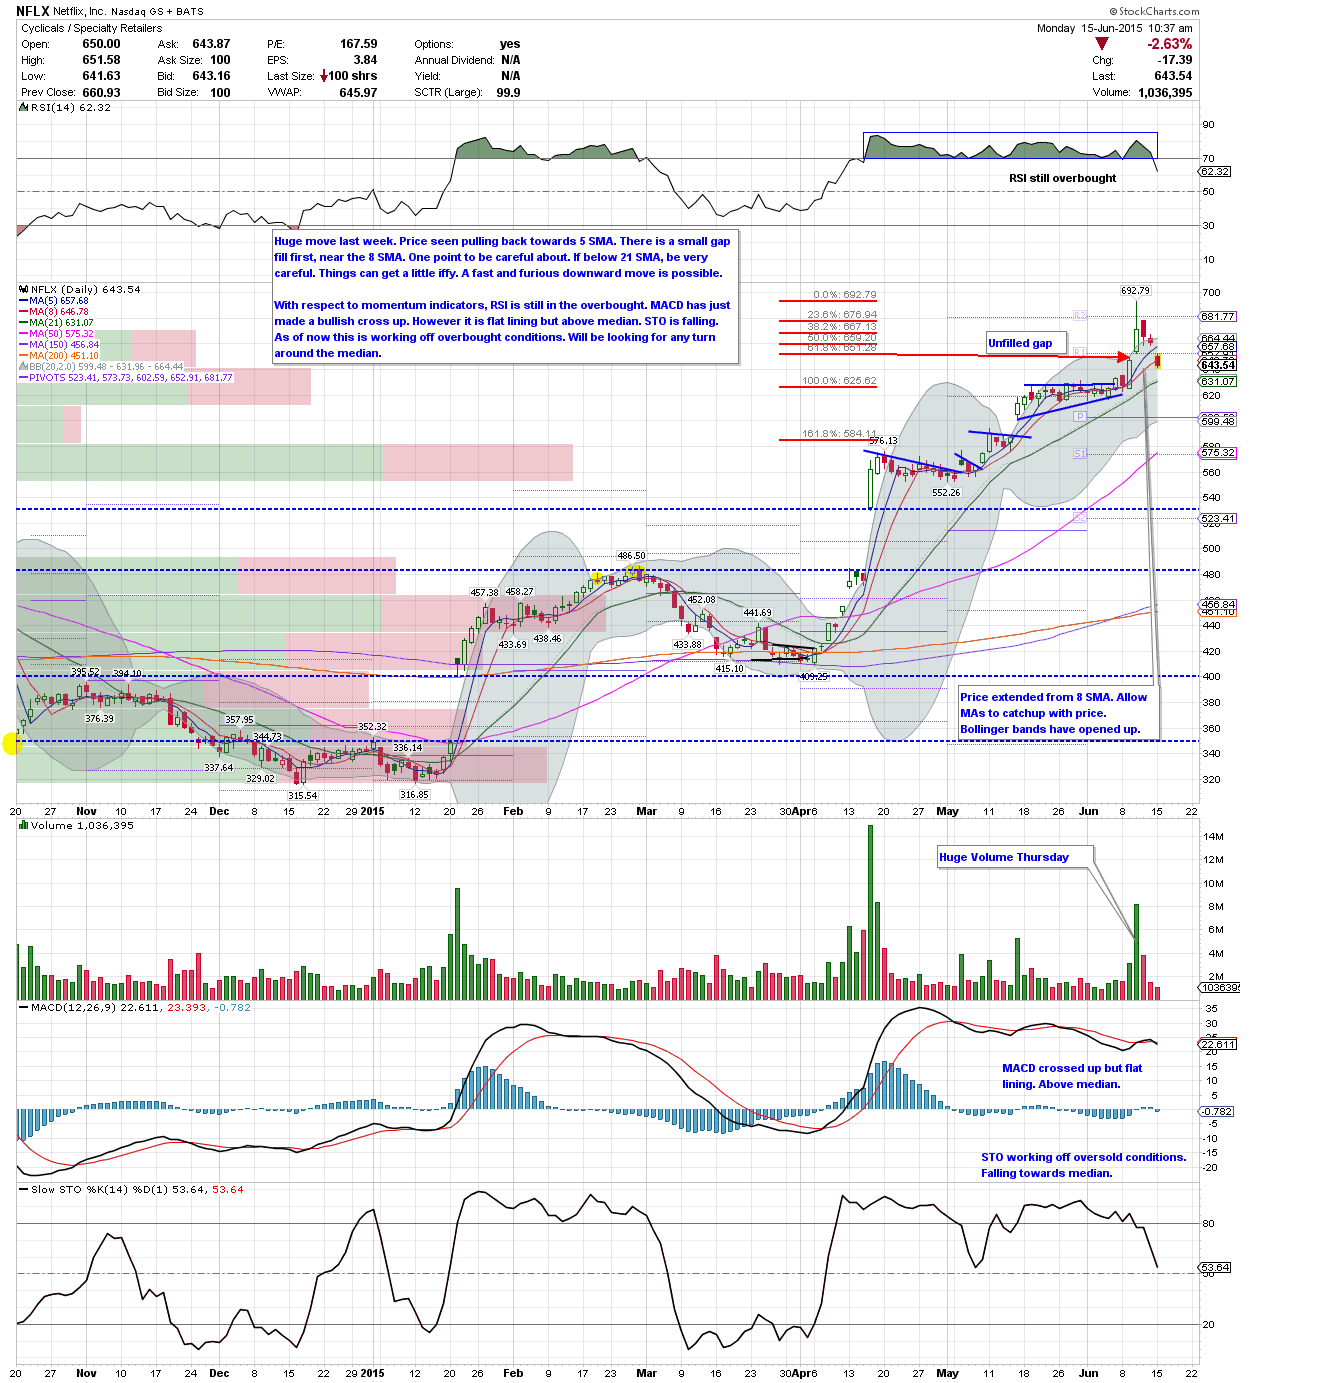 NFLX Netflix, Inc. Nasdaq GS + BATS
© StockCharts.com
Cyclicals / Specialty Retailers
Monday 15-Jun-2015 10:37 am
Open: 650.00 Ask: 643.87 P/E: 167.59 Options: yes
-2.63%
High: 651.58 Ask Size: 100 EPS: 3.84 Annual Dividend: N/A
Chg: -17.39
Low: 641.63 Bid: 643.16 Last Size: 100 shrs Yield: N/A
Last: 643.54
Prev Close: 660.93 Bid Size: 100 VWAP: 645.97 SCTR (Large): 99.9
Volume: 1,036,395
RSI(14) 62.32
90
70
62.32
50
30
10
RSI still overbought
Huge move last week. Price seen pulling back towards 5 SMA. There is a small gap
fill first, near the 8 SMA. One point to be careful about. If below 21 SMA, be very
careful. Things can get a little iffy. A fast and furious downward move is possible.
With respect to momentum indicators, RSI is still in the overbought. MACD has just
made a bullish cross up. However it is flat lining but above median. STO is falling.
As of now this is working off overbought conditions. Will be looking for any turn
around the median.
NFLX (Daily) 643.54
MA(5) 657.68
MA(8) 646.78
MA(21) 631.07
MA(50) 575.32
MA(150) 456.84
MA(200) 451.10
BB(20,2.0) 599.48 - 631.96 - 664.44
PIVOTS 523.41, 573.73, 602.59, 652.91, 681.77
0.0%: 692.79
23.6%: 676.94
38.2%: 667.13
50.0%: 659.20
61.8%: 651.28
100.0%: 625.62
161.8%: 584.11
692.79
Unfilled gap
R2
R1
P
S1
S2
700
681.77
664.44
657.68
643.54
631.07
620
599.48
580
575.32
560
540
523.41
500
480
456.84
451.10
440
420
400
380
360
340
320
576.13
552.26
486.50
457.38
458.27
433.69
438.46
452.08
433.88
415.10
441.69
409.25
395.52
394.10
376.39
357.95
344.73
337.64
329.02
315.54
352.32
336.14
316.85
Price extended from 8 SMA. Allow
MAs to catchup with price.
Bollinger bands have opened up.
20 27 Nov 10 17 24 Dec 8 15 22 29 2015 12 20 26 Feb 9 17 23 Mar 9 16 23 30 Apr 6 13 20 27 May 11 18 26 Jun 8 15 22
Volume 1,036,395
14M
12M
10M
8M
6M
4M
2M
1036395
Huge Volume Thursday
MACD(12,26,9) 22.611, 23.393, -0.782
35
30
25
22.611
20
15
10
5
-0.782
-5
-10
-15
-20
MACD crossed up but flat
lining. Above median.
STO working off oversold conditions.
Falling towards median.
Slow STO %K(14) %D(1) 53.64, 53.64
80
53.64
50
20
20 27 Nov 10 17 24 Dec 8 15 22 29 2015 12 20 26 Feb 9 17 23 Mar 9 16 23 30 Apr 6 13 20 27 May 11 18 26 Jun 8 15 22